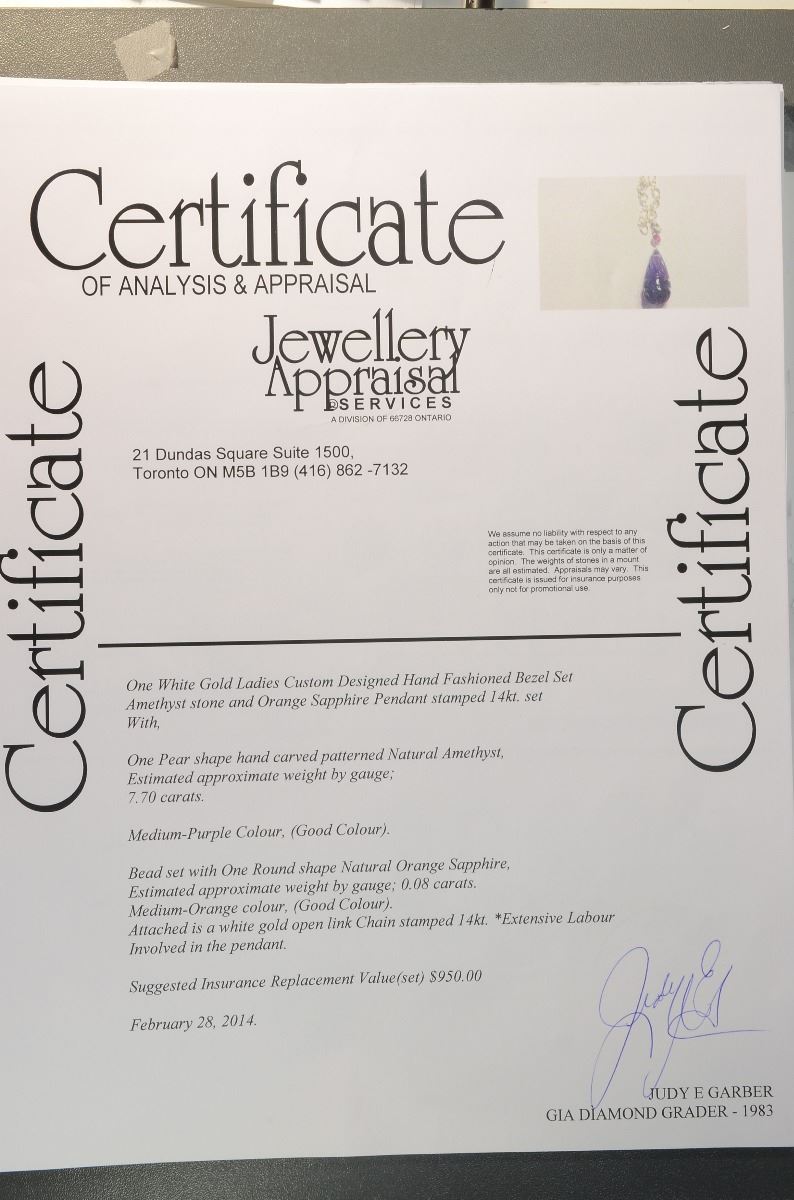 Certificate
OF ANALYSIS & APPRAISAL
Jewellery
Appraisal
®SERVICES
A DIVISION OF 66728 ONTARIO
Certificate
Certificate
21 Dundas Square Suite 1500,
Toronto ON M5B 1B9 (416) 862 -7132
We assume no liability with respect to any
action that may be taken on the basis of this
certificate. This certificate is only a matter of
opinion. The weights of stones in a mount
are all estimated. Appraisals may vary. This
certificate is issued for insurance purposes
only not for promotional use.
One White Gold Ladies Custom Designed Hand Fashioned Bezel Set
Amethyst stone and Orange Sapphire Pendant stamped 14kt. set
With,
One Pear shape hand carved patterned Natural Amethyst,
Estimated approximate weight by gauge;
7.70 carats.
Medium-Purple Colour, (Good Colour).
Bead set with One Round shape Natural Orange Sapphire,
Estimated approximate weight by gauge; 0.08 carats.
Medium-Orange colour, (Good Colour).
Attached is a white gold open link Chain stamped 14kt. *Extensive Labour
Involved in the pendant.
Suggested Insurance Replacement Value(set) $950.00
February 28, 2014.
JUDY E GARBER
GIA DIAMOND GRADER - 1983